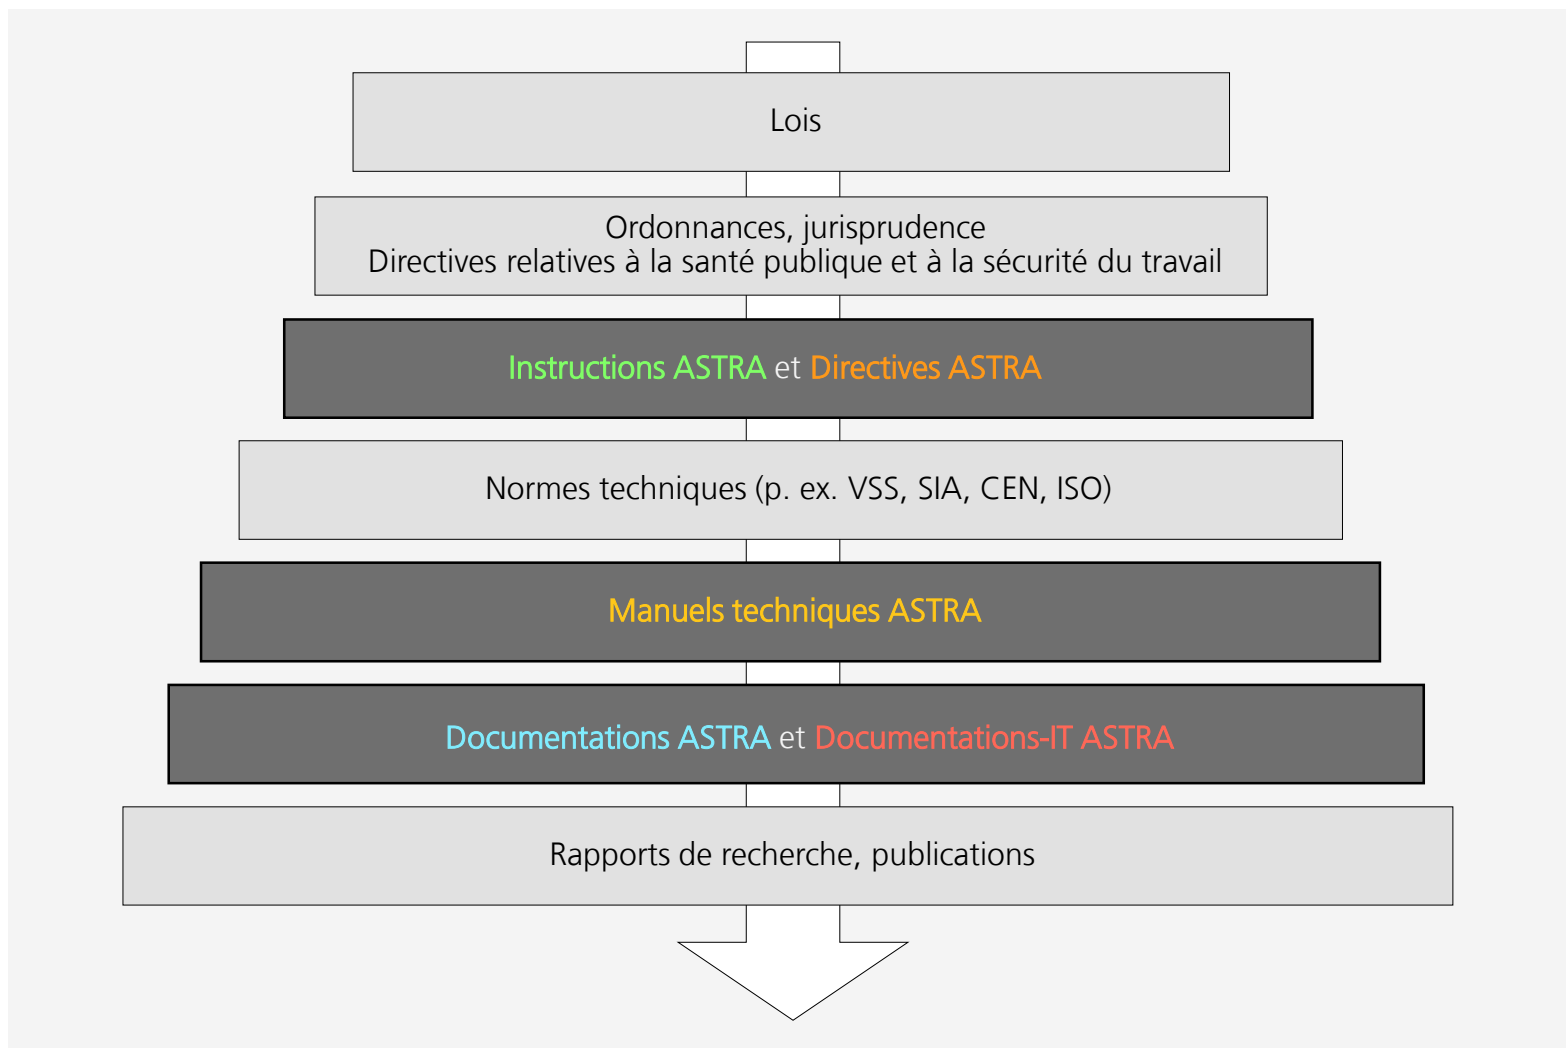 Lois
Ordonnances, jurisprudence
Directives relatives à la santé publique et à la sécurité du travail
Instructions ASTRA et Directives ASTRA
Normes techniques (p. ex. VSS, SIA, CEN, ISO)
Manuels techniques ASTRA
Documentations ASTRA et Documentations-IT ASTRA
Rapports de recherche, publications